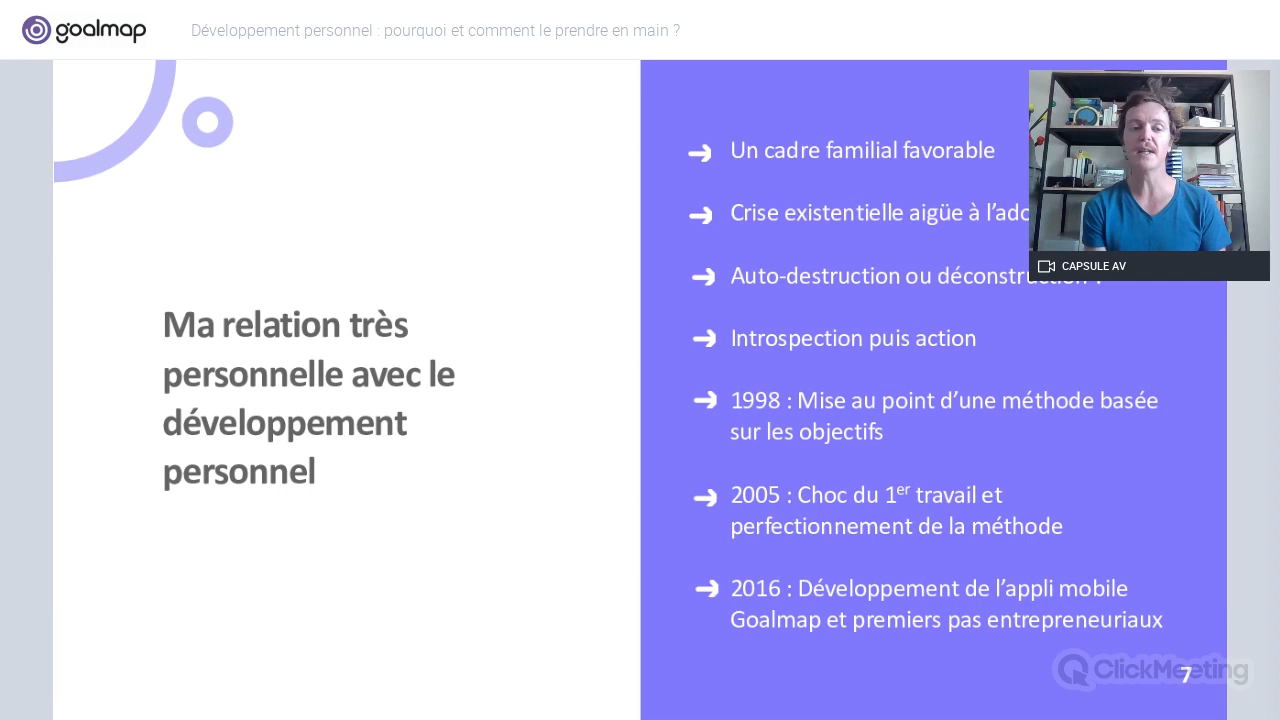 goalmap
Développement personnel : pourquoi et comment le prendre en main ?
Ma relation très
personnelle avec le
développement
personnel
Un cadre familial favorable
Crise existentielle aigüe à
Auto-destruction ou déconstruction ?
Introspection puis action
1998 : Mise au point d’une méthode basée
sur les objectifs
2005 : Choc du 1er travail et
perfectionnement de la méthode
2016 : Développement de l’appli mobile
Goalmap et premiers pas entrepreneuriaux
CAPSULE AV
ClickMeeting
7